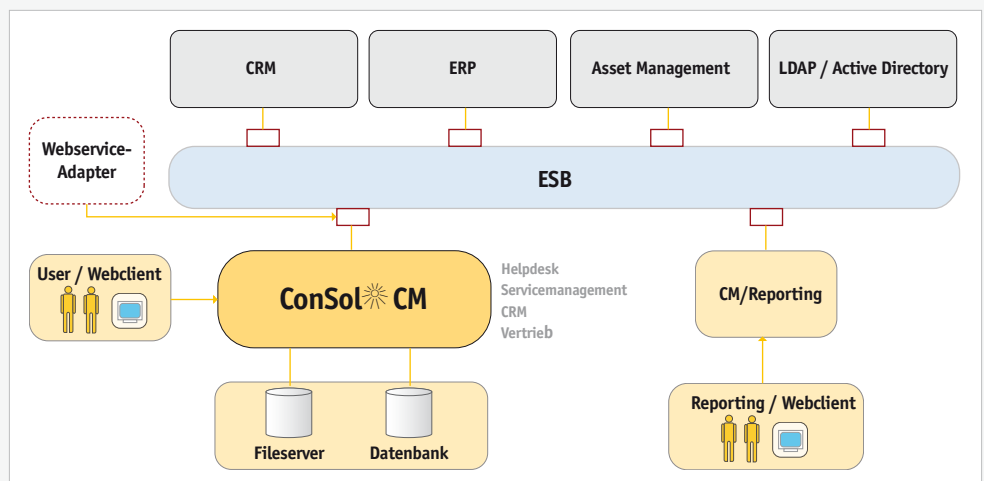 CRM
ERP
Asset Management
LDAP / Active Directory
Webservice-
Adapter
ESB
User / Webclient
ConSol CM
Helpdesk
Servicemanagement
CRM
Vertrieb
CM/Reporting
Fileserver
Datenbank
Reporting / Webclient